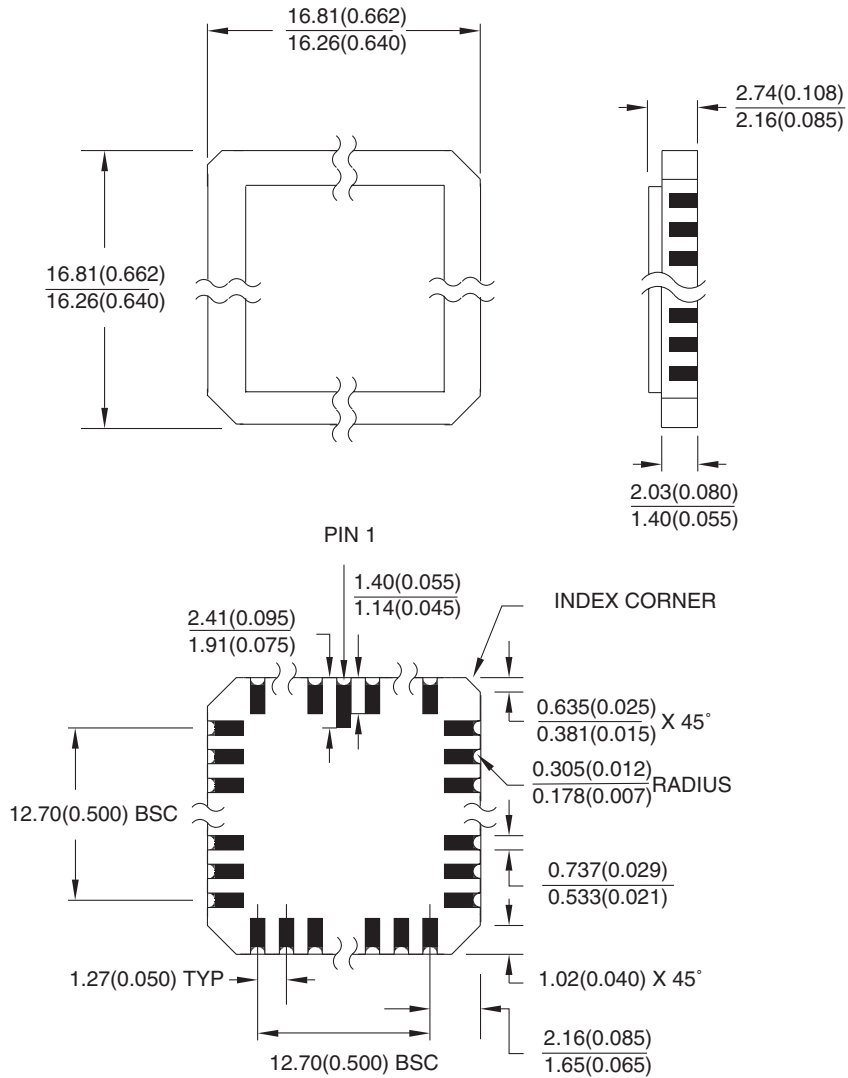 16.81(0.662)
16.26(0.640)
2.74(0.108)
2.16(0.085)
16.81(0.662)
16.26(0.640)
2.03(0.080)
1.40(0.055)
PIN 1
1.40(0.055)
1.14(0.045)
INDEX CORNER
2.41(0.095)
1.91(0.075)
0.635(0.025)
0.381(0.015) X 45°
0.305(0.012)
0.178(0.007) RADIUS
12.70(0.500) BSC
0.737(0.029)
0.533(0.021)
1.27(0.050) TYP
1.02(0.040) X 45°
12.70(0.500) BSC
2.16(0.085)
1.65(0.065)